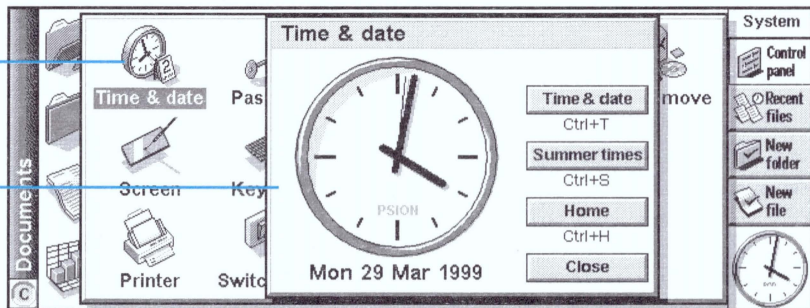 Documents
C
Time & date
Pas
Screen
Key
Printer
Switc
Time & date
PSION
Mon 29 Mar 1999
Time & date
Ctrl+T
Summer times
Ctrl+S
Home
Ctrl+H
Close
move
System
Control
panel
Recent
files
New
folder
New
file